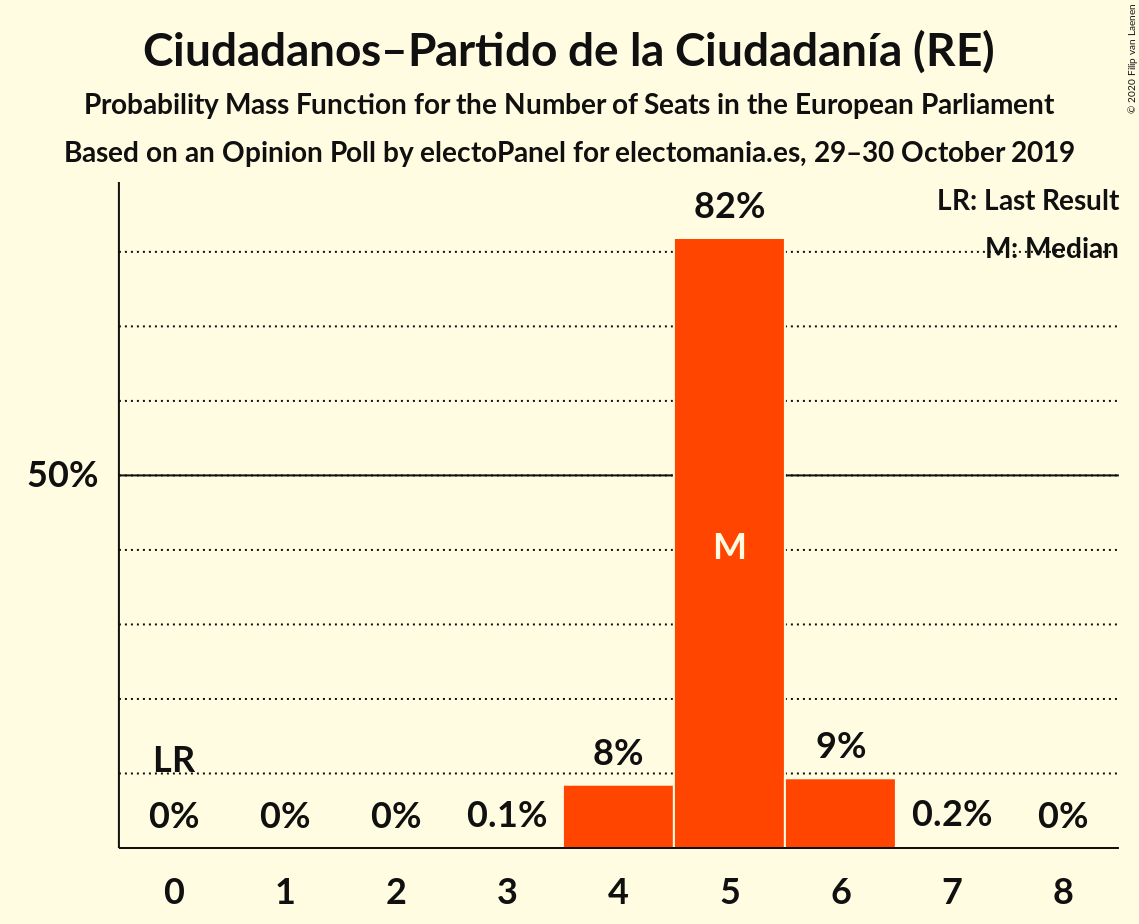 Ciudadanos–Partido de la Ciudadanía (RE)
Probability Mass Function for the Number of Seats in the European Parliament
Based on an Opinion Poll by electoPanel for electomania.es, 29–30 October 2019
© 2020 Filip van Laenen
LR: Last Result
M: Median
82%
50%
M
LR
0%
0%
0%
0.1%
8%
9%
0.2%
0%
0 1 2 3 4 5 6 7 8